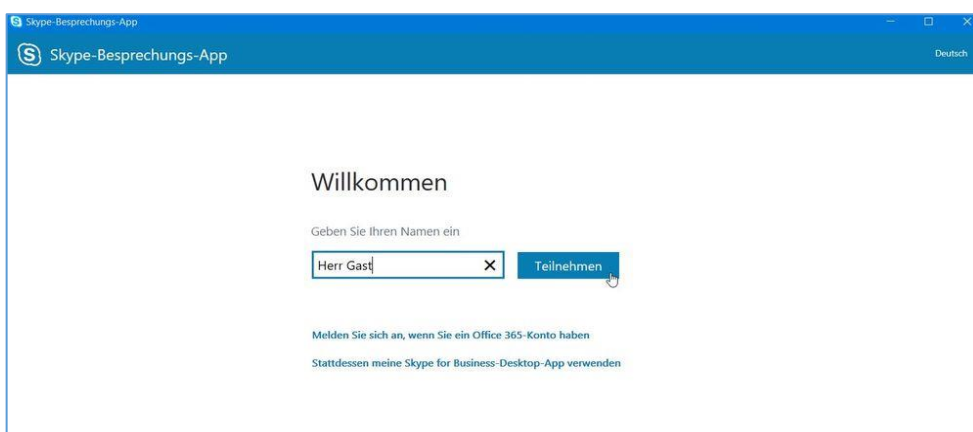 Skype-Besprechungs-App
Skype-Besprechungs-App
Deutsch
Willkommen
Geben Sie Ihren Namen ein
Herr Gast
Teilnehmen
Melden Sie sich an, wenn Sie ein Office 365-Konto haben
Stattdessen meine Skype for Business-Desktop-App verwenden